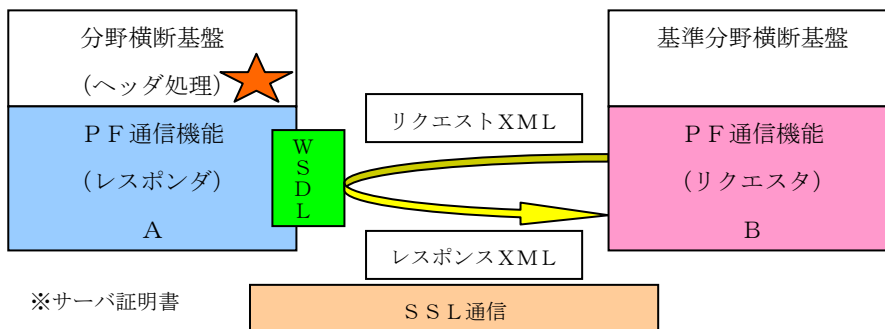 分野横断基盤
(ヘッダ処理)
PF通信機能
(レスポンダ)
A
WSDL
リクエストXML
レスポンスXML
基準分野横断基盤
PF通信機能
(リクエスタ)
B
※サーバ証明書
SSL通信